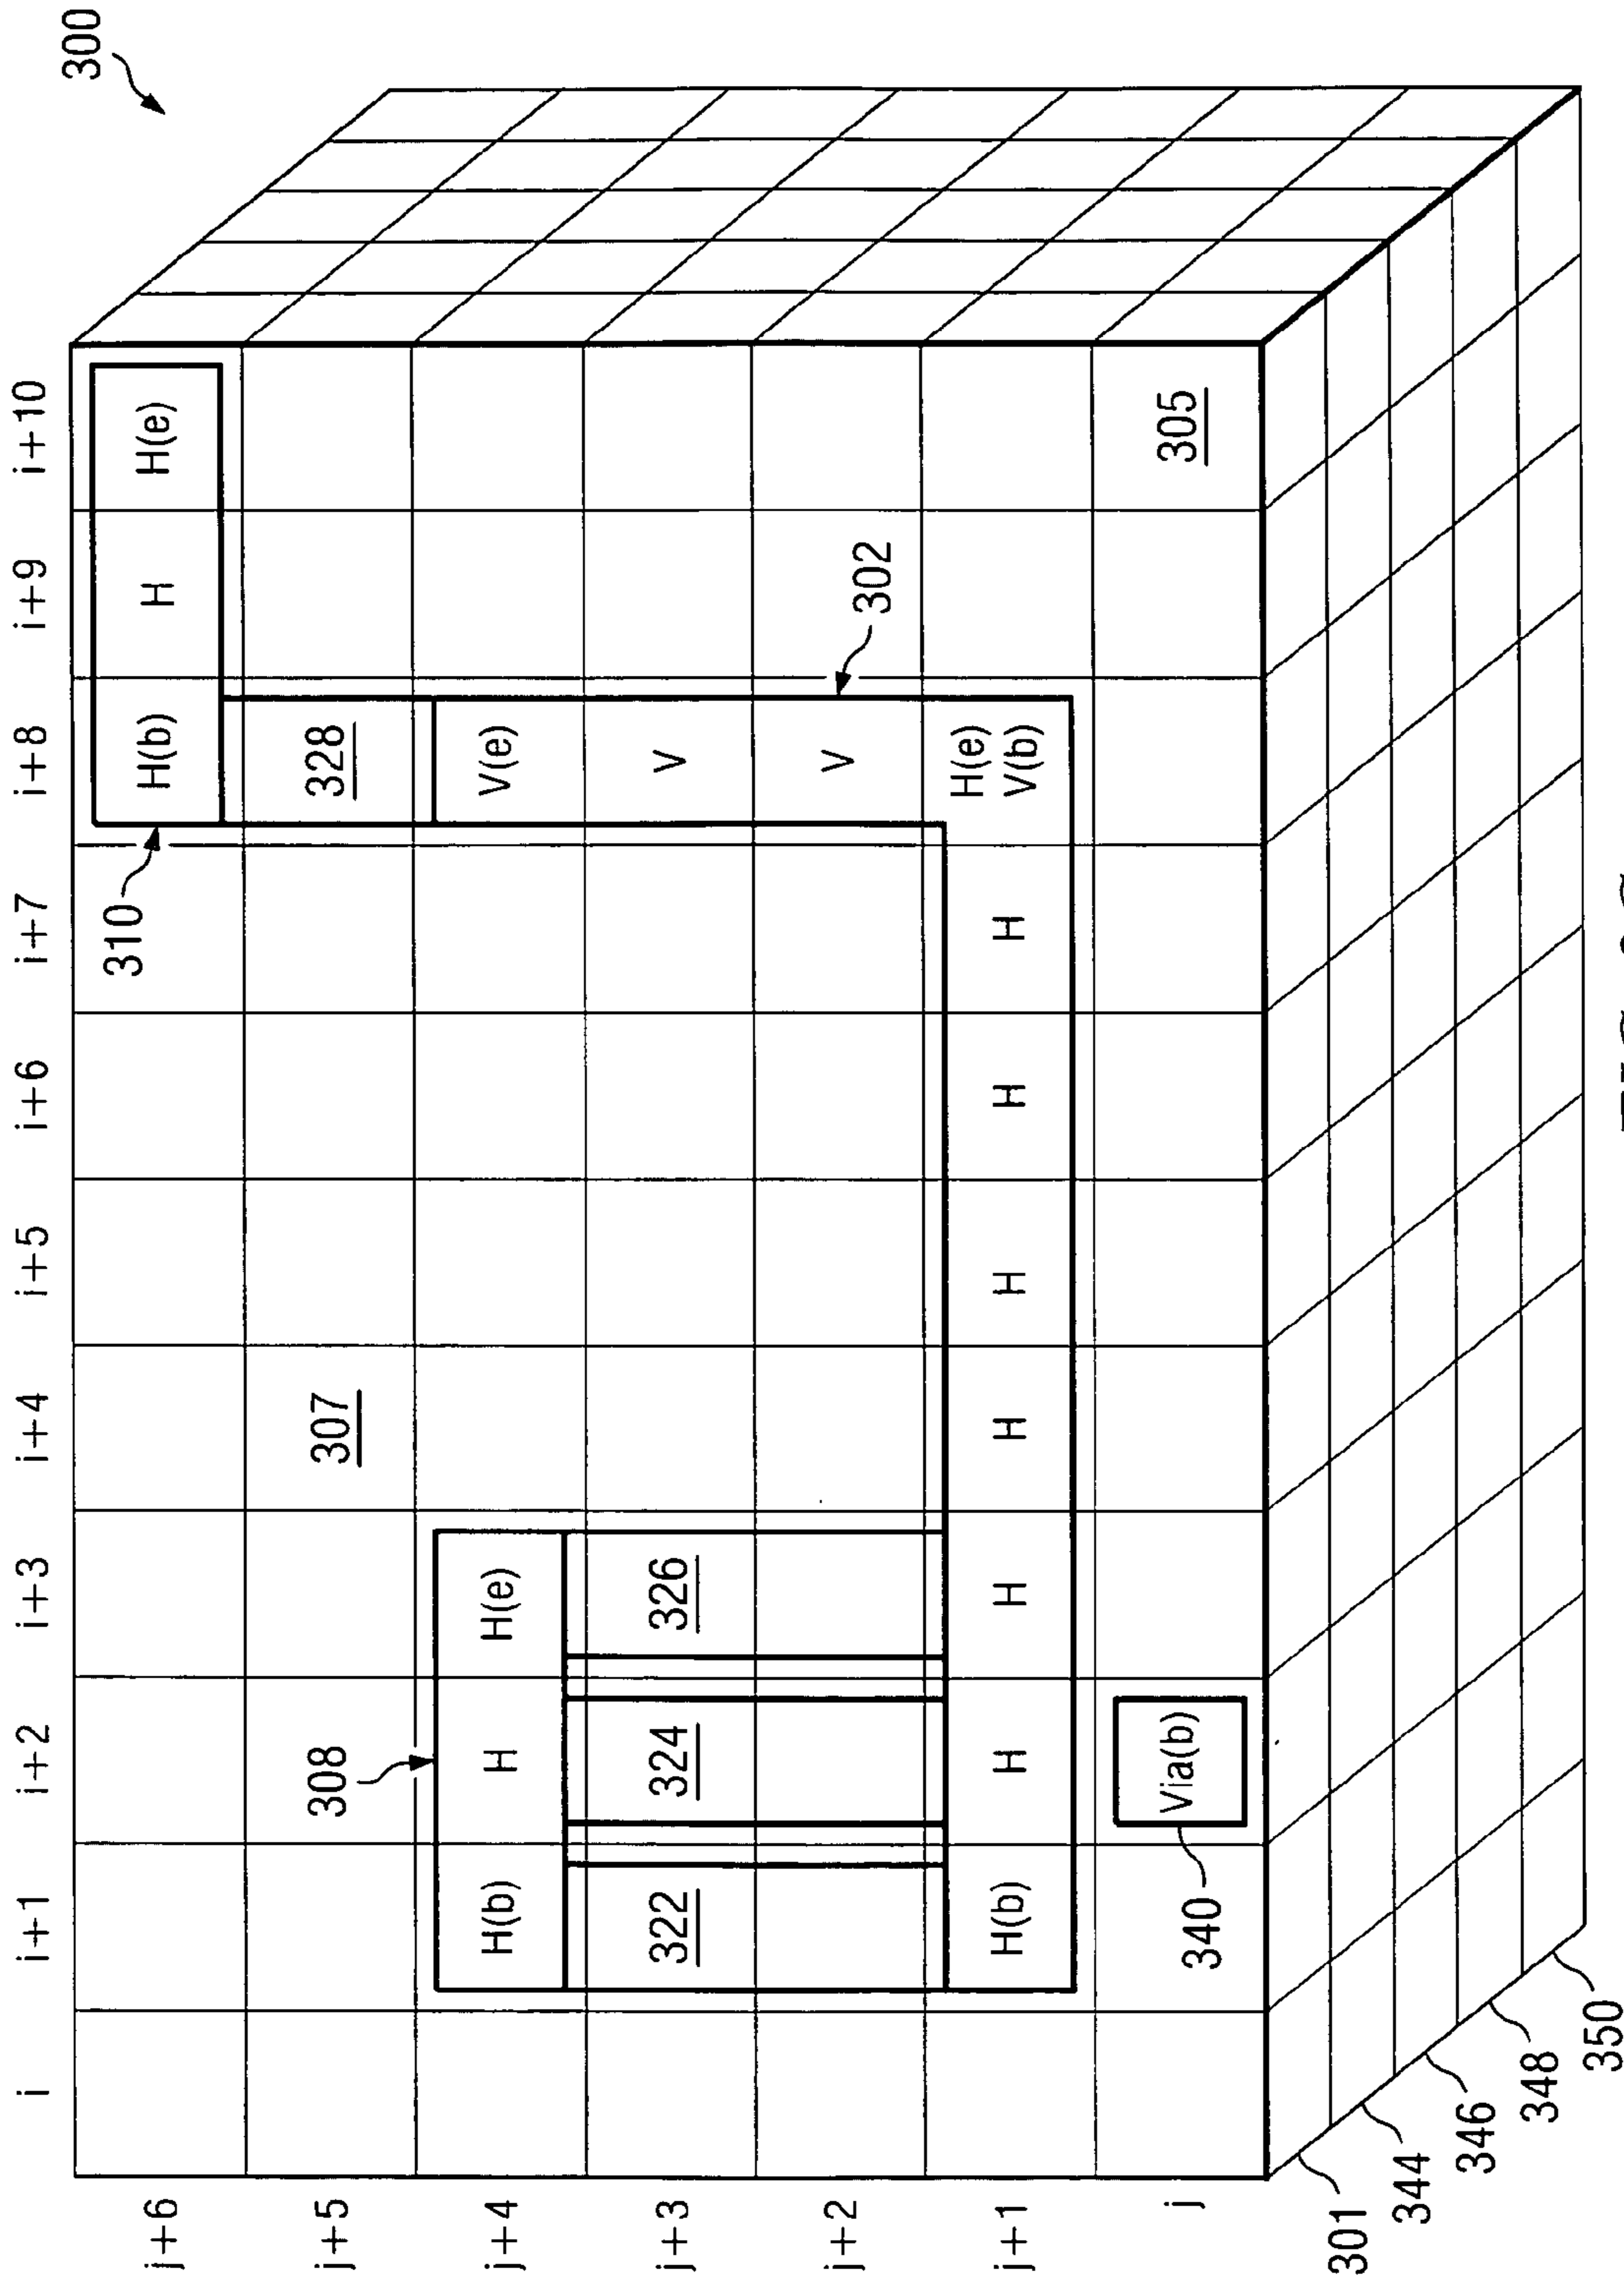 300
i i+1 i+2 i+3 i+4 i+5 i+6 i+7 i+8 i+9 i+10
j+6 310 H(b) H H(e)
j+5 308 307 328
j+4 H(b) H H(e) V(e)
j+3 322 324 326 V
j+2 V 302
j+1 H(b) H H H H H H H(e)
V(b)
j 340 Via(b) 305
301
344
346
348
350